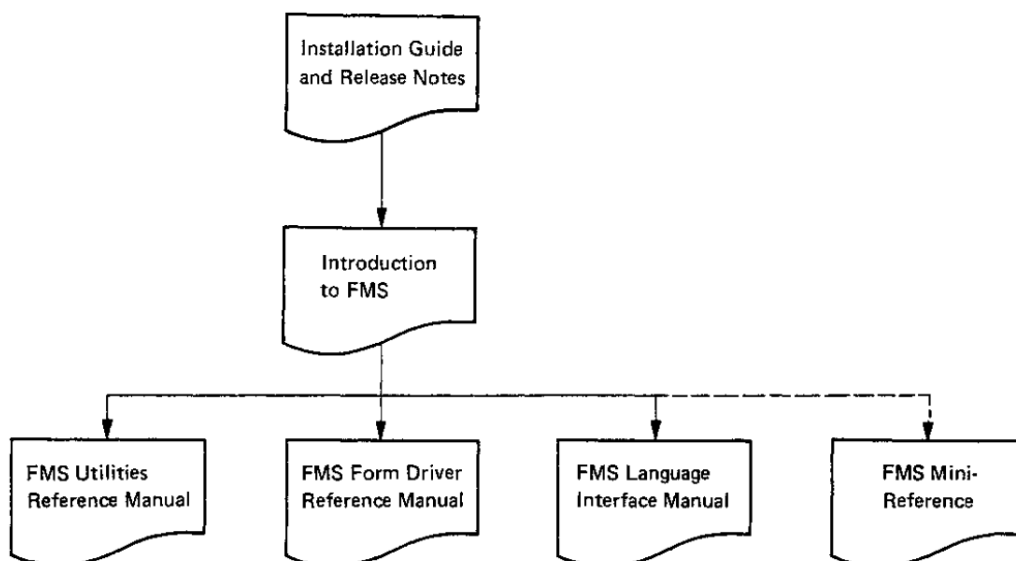 Installation Guide
and Release Notes
Introduction
to FMS
FMS Utilities
Reference Manual
FMS Form Driver
Reference Manual
FMS Language
Interface Manual
FMS Mini-
Reference